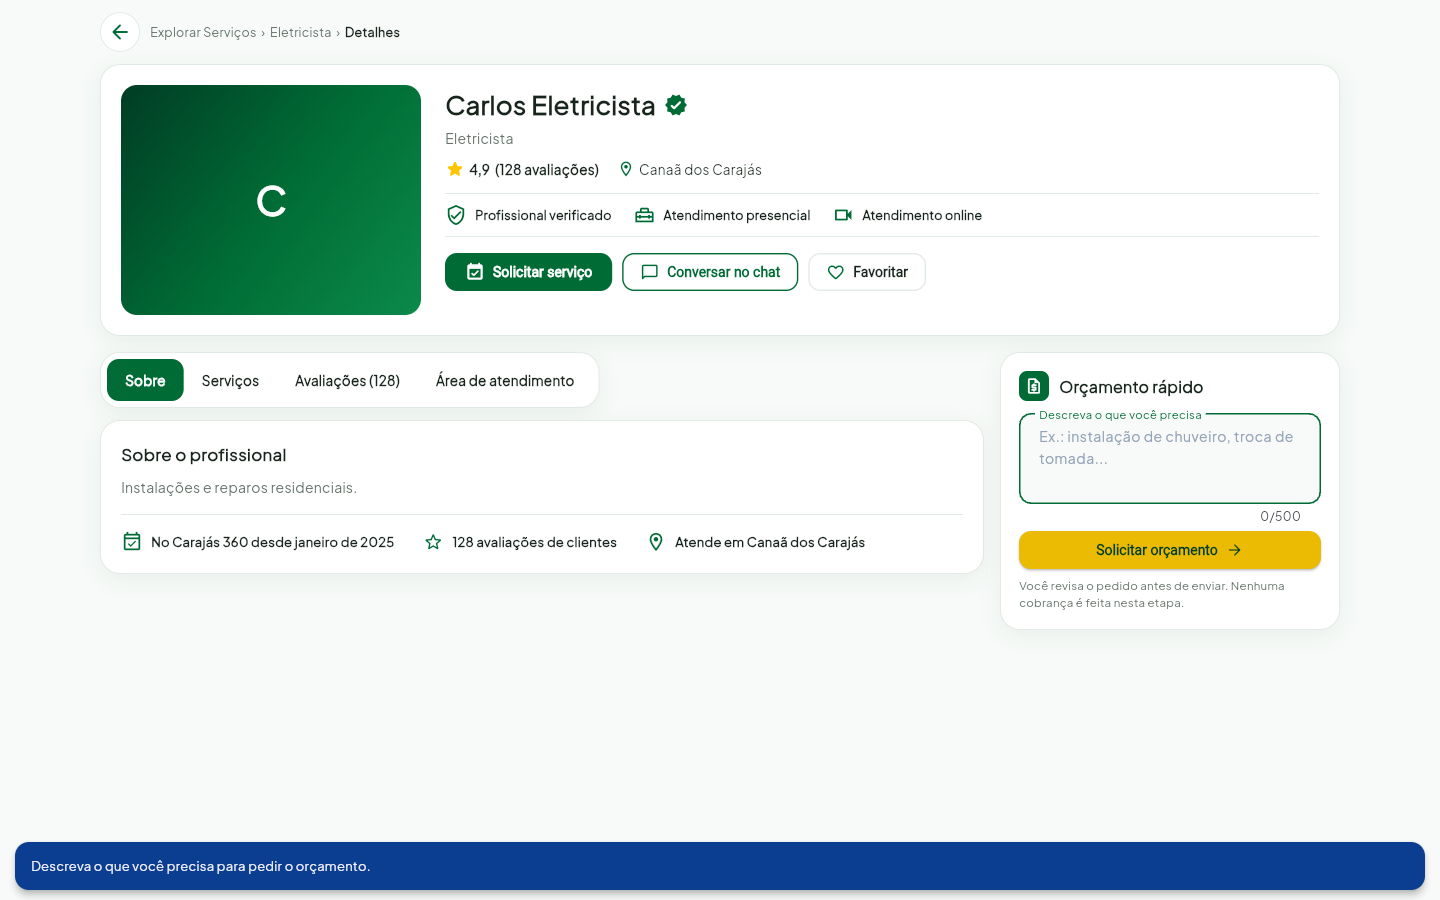 Explorar Serviços › Eletricista › Detalhes
C
Carlos Eletricista
Eletricista
4,9 (128 avaliações) Canaã dos Carajás
Profissional verificado Atendimento presencial Atendimento online
Solicitar serviço Conversar no chat Favoritar
Sobre Serviços Avaliações (128) Área de atendimento
Sobre o profissional
Instalações e reparos residenciais.
No Carajás 360 desde janeiro de 2025 128 avaliações de clientes Atende em Canaã dos Carajás
Orçamento rápido
Descreva o que você precisa
Ex.: instalação de chuveiro, troca de
tomada...
0/500
Solicitar orçamento
Você revisa o pedido antes de enviar. Nenhuma
cobrança é feita nesta etapa.
Descreva o que você precisa para pedir o orçamento.